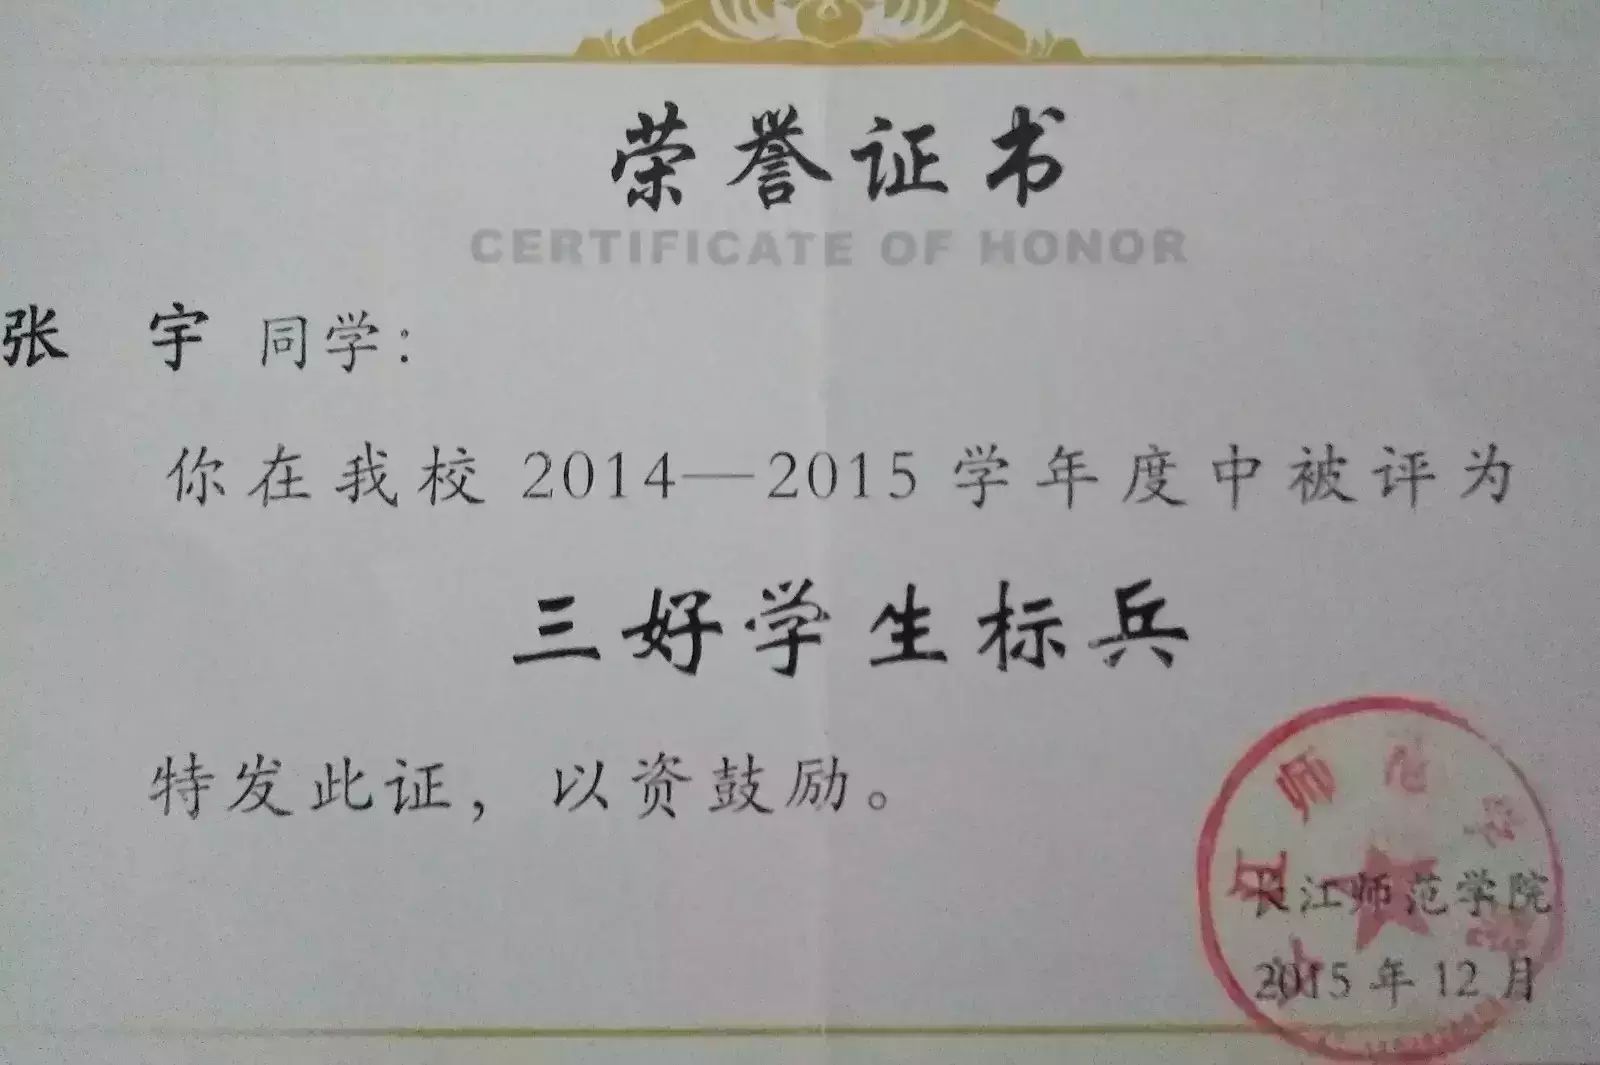 荣誉证书
CERTIFICATE OF HONOR
张 宇 同学：
你在我校 2014—2015 学年度中被评为
三好学生标兵
特发此证，以资鼓励。
长江师范学院
2015 年 12 月